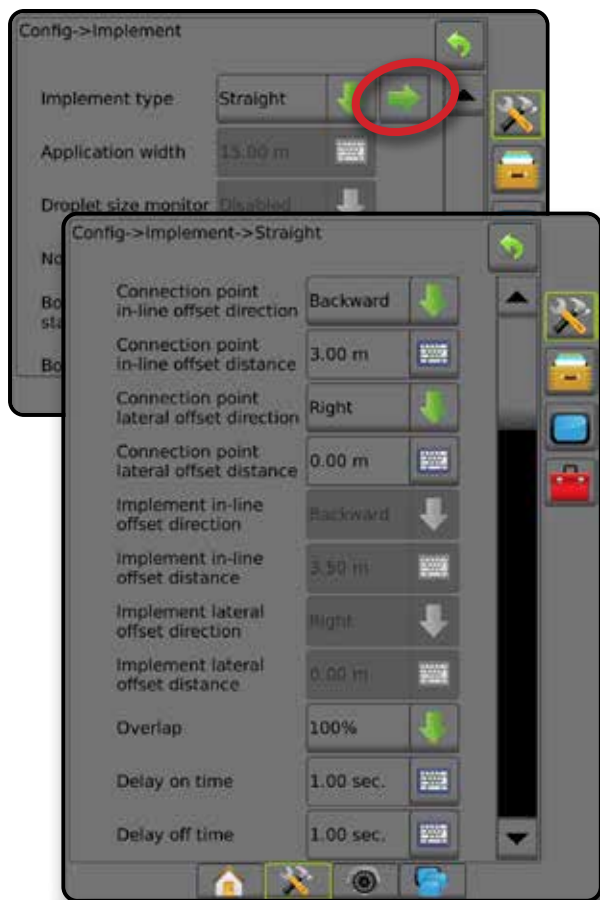 Config->Implement
Implement type Straight
Application width 15.00 m
Droplet size monitor Disabled
No
Bo
sta
Bo
Config->Implement->Straight
Connection point
in-line offset direction Backward
Connection point
in-line offset distance 3.00 m
Connection point
lateral offset direction Right
Connection point
lateral offset distance 0.00 m
Implement in-line
offset direction Backward
Implement in-line
offset distance 3.50 m
Implement lateral
offset direction Right
Implement lateral
offset distance 0.00 m
Overlap 100%
Delay on time 1.00 sec.
Delay off time 1.00 sec.